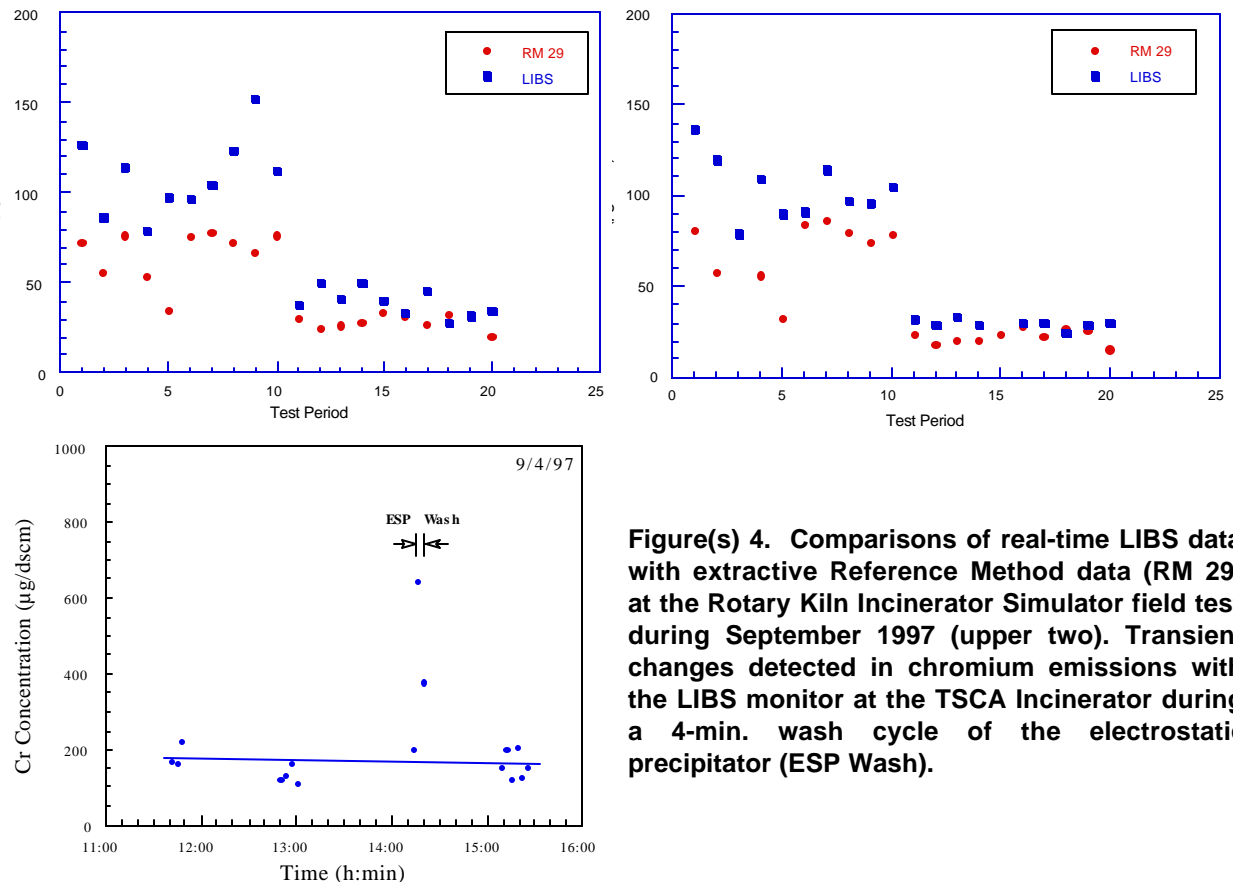 200
150
100
50
0
RM 29
LIBS
0 5 10 15 20 25
Test Period
200
150
100
50
0
RM 29
LIBS
0 5 10 15 20 25
Test Period
1000
800
600
400
200
0
9/4/97
ESP Wash
Cr Concentration (µg/dscm)
11:00 12:00 13:00 14:00 15:00 16:00
Time (h:min)
Figure(s) 4. Comparisons of real-time LIBS data
with extractive Reference Method data (RM 29
at the Rotary Kiln Incinerator Simulator field tes
during September 1997 (upper two). Transien
changes detected in chromium emissions with
the LIBS monitor at the TSCA Incinerator during
a 4-min. wash cycle of the electrostatic
precipitator (ESP Wash).